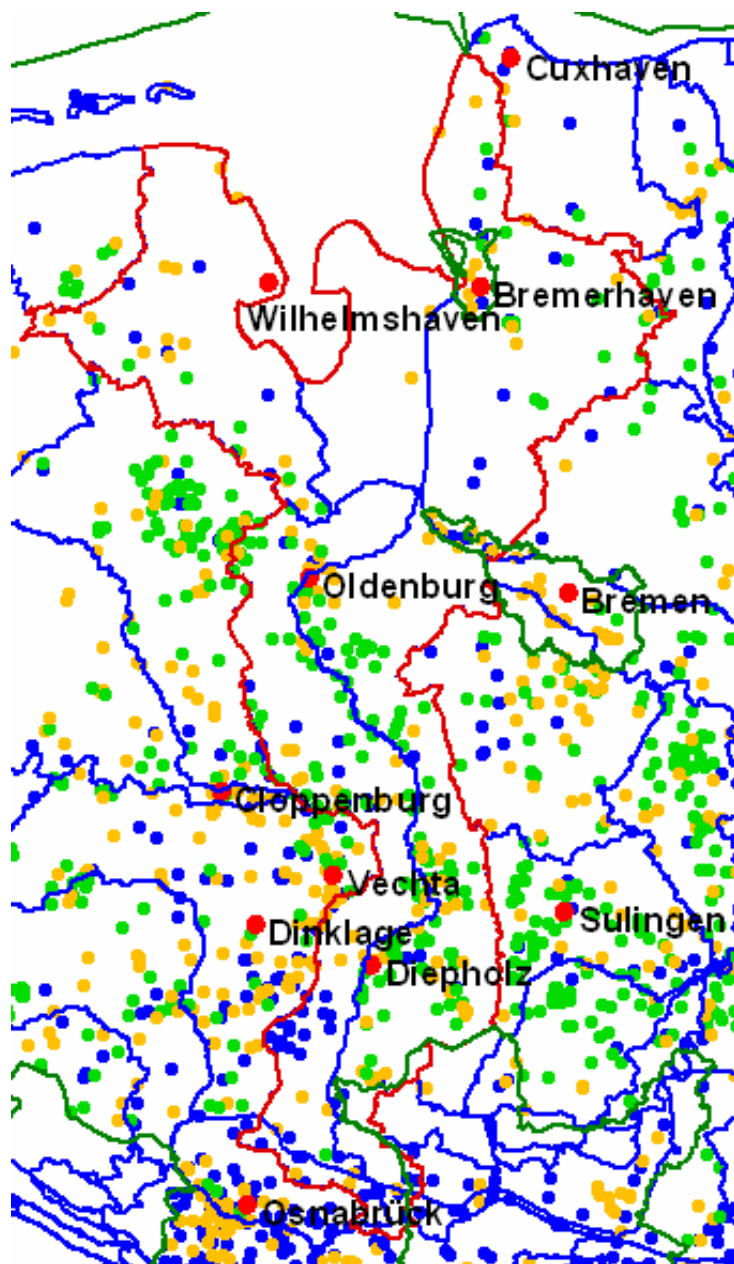 Cuxhaven
Bremerhaven
Wilhelmshaven
Oldenburg
Bremen
Cloppenburg
Vechta
Sulingen
Dinklage
Diepholz
Osnabrück